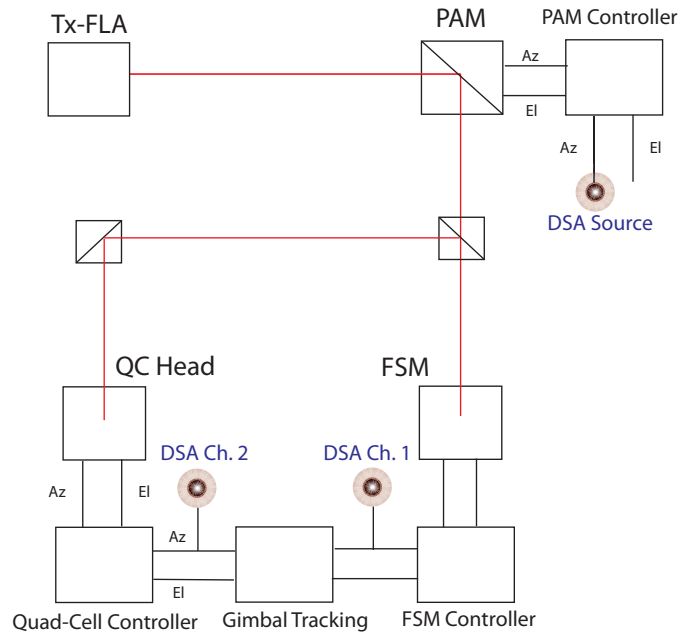 Tx-FLA
PAM
PAM Controller
Az
El
Az
El
DSA Source
QC Head
FSM
DSA Ch. 2
DSA Ch. 1
Az
El
Az
El
Quad-Cell Controller
Gimbal Tracking
FSM Controller